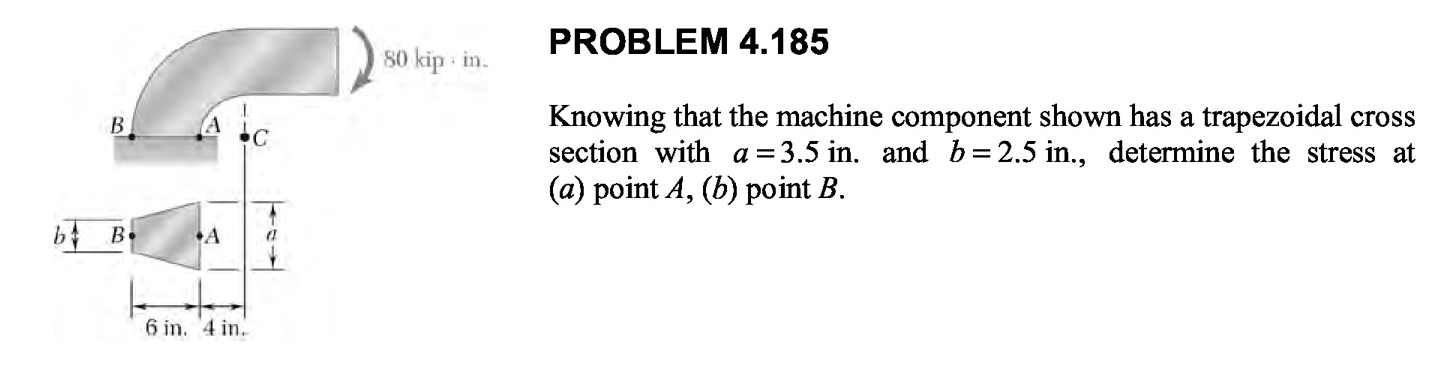 PROBLEM 4.185
80 kip · in.
Knowing that the machine component shown has a trapezoidal cross
section with a = 3.5 in. and b = 2.5 in., determine the stress at
(a) point A, (b) point B.
B A C
b B A a
6 in. 4 in.